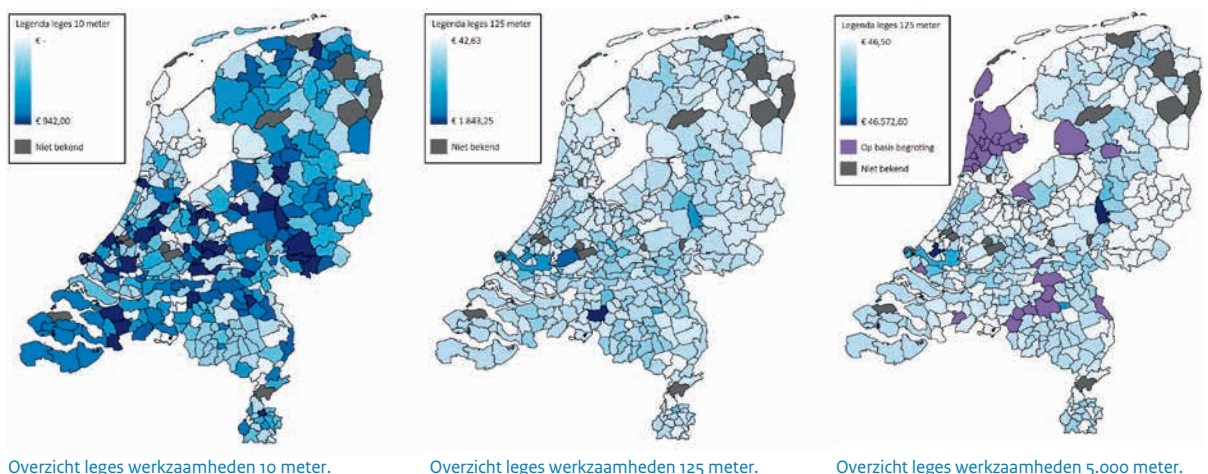 Legenda leges 10 meter
€ -
€ 942,00
Niet bekend
Legenda leges 125 meter
€ 42,63
€ 1.843,25
Niet bekend
Legenda leges 125 meter
€ 46,50
€ 46.572,60
Op basis begroting
Niet bekend
Overzicht leges werkzaamheden 10 meter.
Overzicht leges werkzaamheden 125 meter.
Overzicht leges werkzaamheden 5.000 meter.